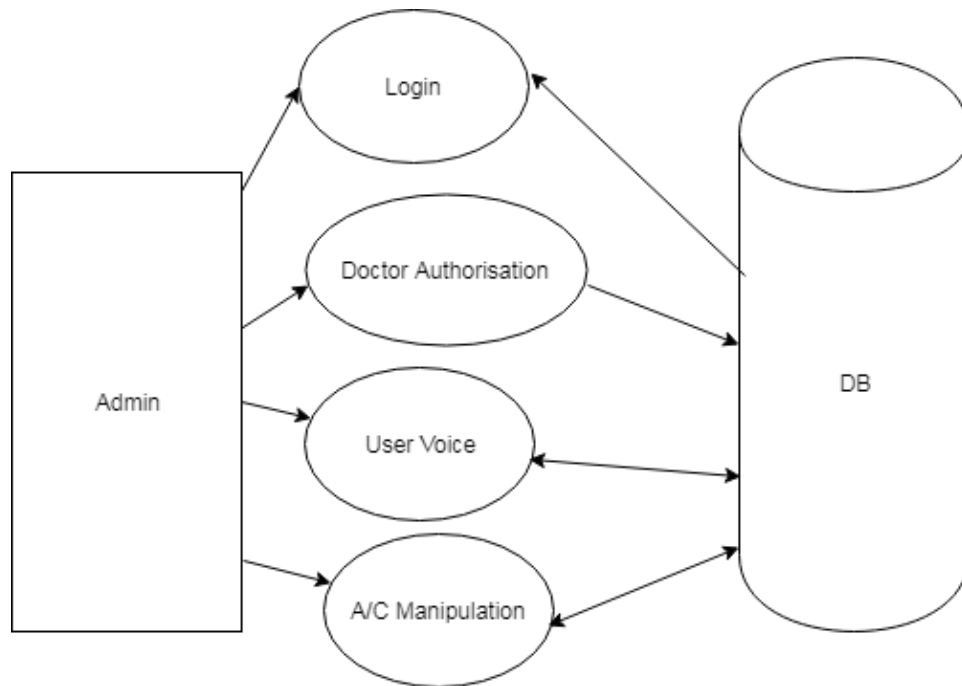 Login
Doctor Authorisation
Admin
DB
User Voice
A/C Manipulation